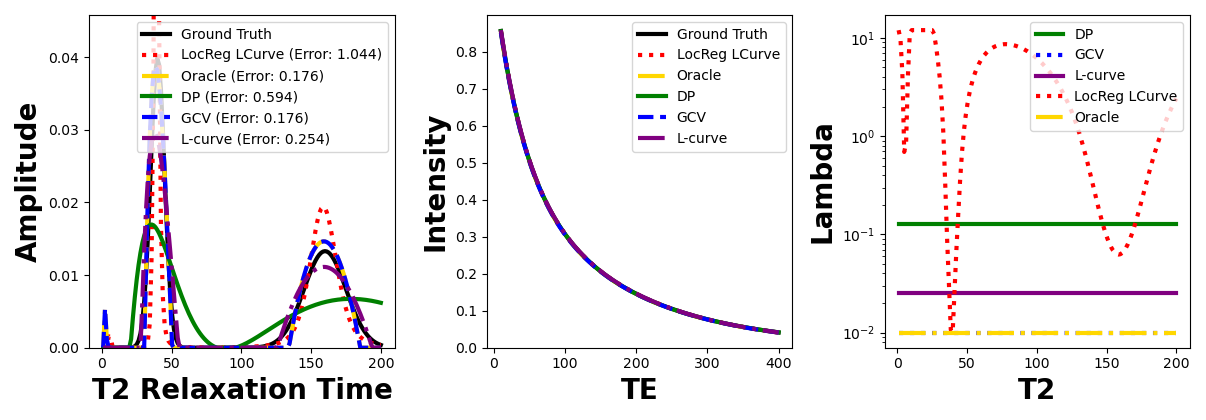 Amplitude
0.04
0.03
0.02
0.01
0.00
0
50
100
150
200
T2 Relaxation Time
Ground Truth
LocReg LCurve (Error: 1.044)
Oracle (Error: 0.176)
DP (Error: 0.594)
GCV (Error: 0.176)
L-curve (Error: 0.254)
Intensity
0.8
0.7
0.6
0.5
0.4
0.3
0.2
0.1
0.0
0
100
200
300
400
TE
Ground Truth
LocReg LCurve
Oracle
DP
GCV
L-curve
Lambda
10¹
10⁰
10⁻¹
10⁻²
0
50
100
150
200
T2
DP
GCV
L-curve
LocReg LCurve
Oracle